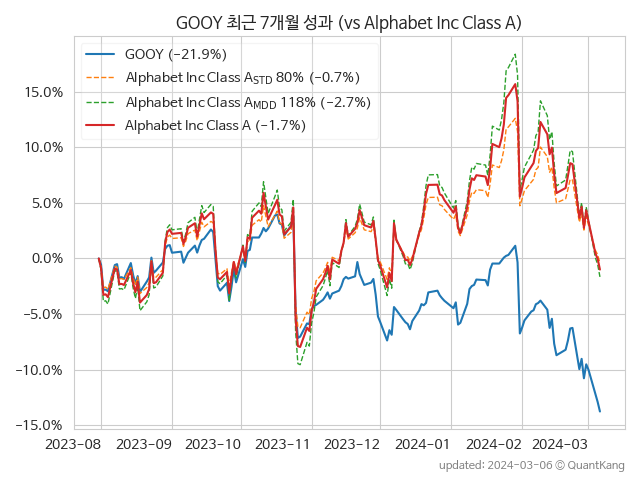 GOOY 최근 7개월 성과 (vs Alphabet Inc Class A)
GOOY (−21.9%)
Alphabet Inc Class A_STD 80% (−0.7%)
Alphabet Inc Class A_MDD 118% (−2.7%)
Alphabet Inc Class A (−1.7%)
15.0%
10.0%
5.0%
0.0%
−5.0%
−10.0%
−15.0%
2023-08 2023-09 2023-10 2023-11 2023-12 2024-01 2024-02 2024-03
updated: 2024-03-06 © QuantKang